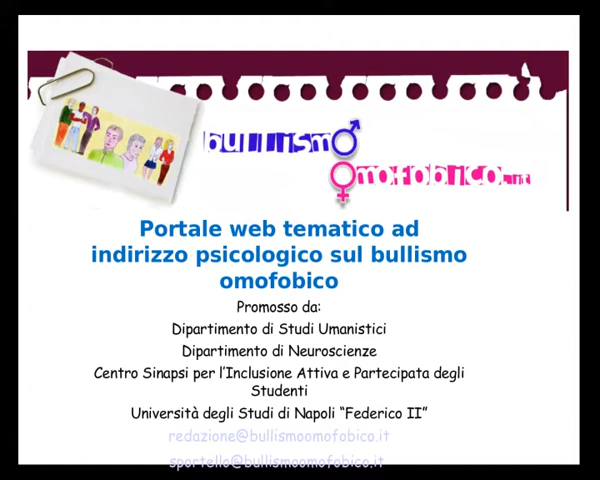 bullismo
omofobico.it
Portale web tematico ad
indirizzo psicologico sul bullismo
omofobico
Promosso da:
Dipartimento di Studi Umanistici
Dipartimento di Neuroscienze
Centro Sinapsi per l'Inclusione Attiva e Partecipata degli
Studenti
Università degli Studi di Napoli “Federico II”
redazione@bullismoomofobico.it
sportello@bullismoomofobico.it